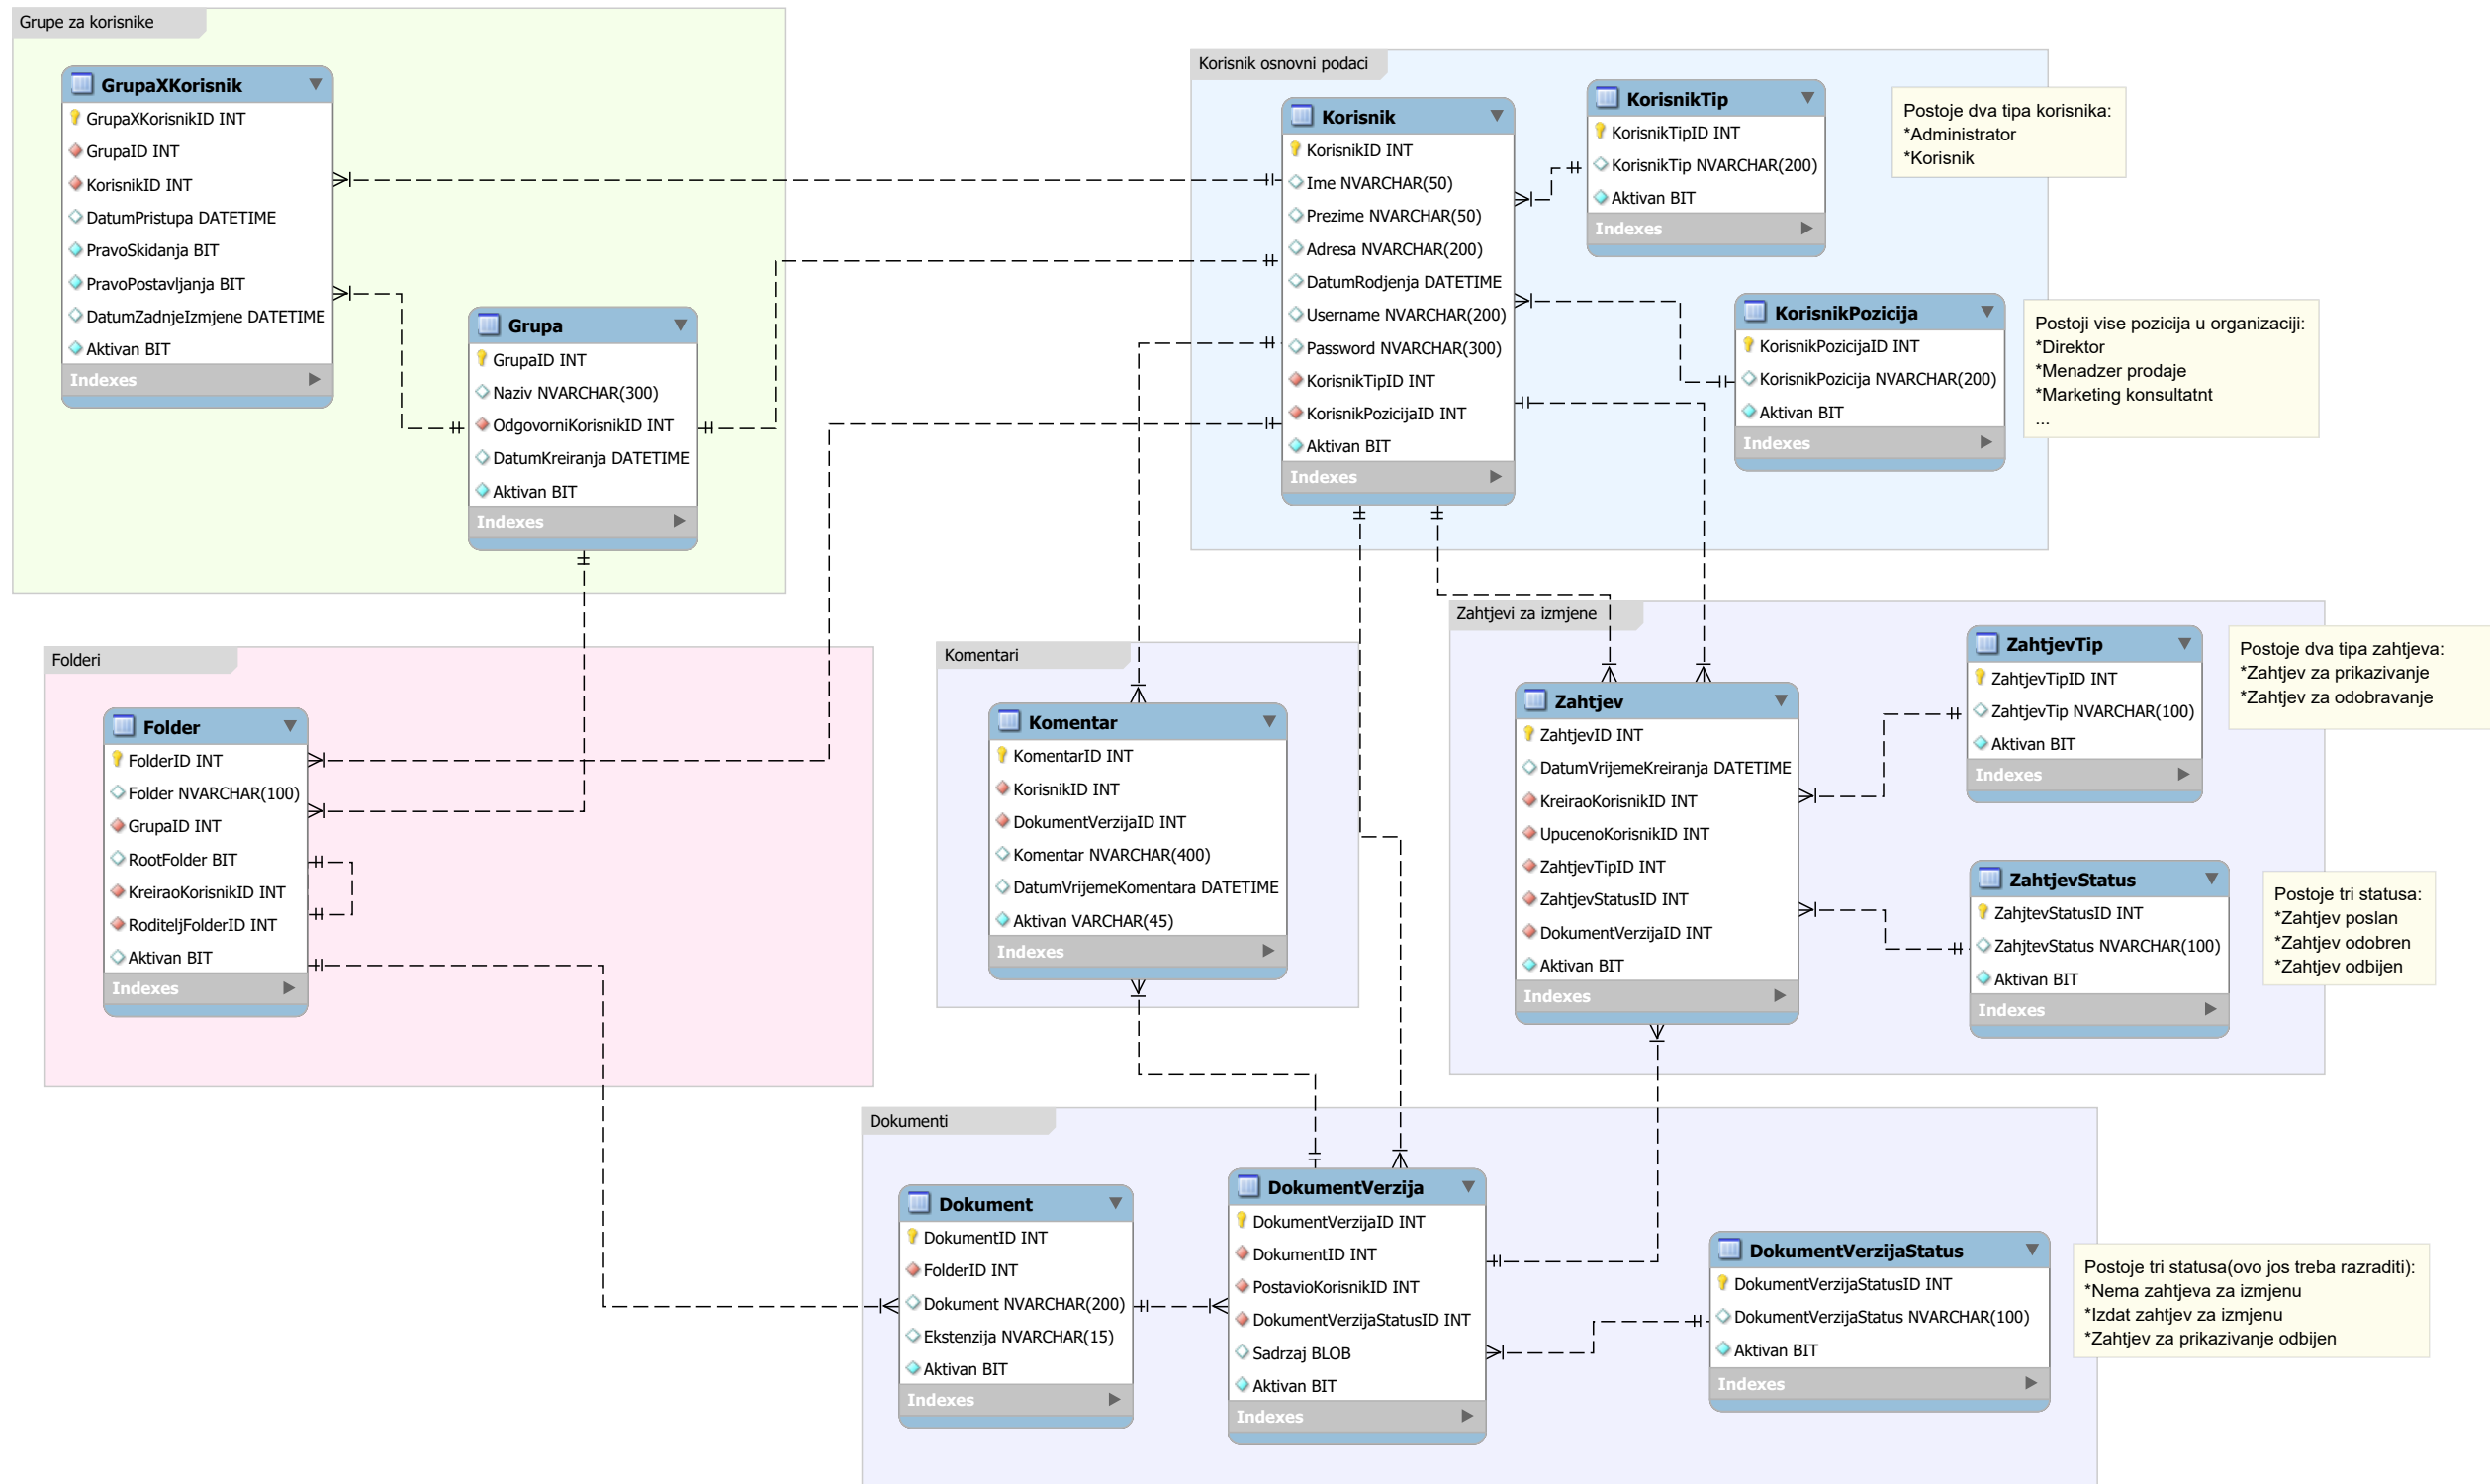 Grupe za korisnike
GrupaXKorisnik
GrupaXKorisnikID INT
GrupaID INT
KorisnikID INT
DatumPristupa DATETIME
PravoSkidanja BIT
PravoPostavljanja BIT
DatumZadnjeIzmjene DATETIME
Aktivan BIT
Indexes
Grupa
GrupaID INT
Naziv NVARCHAR(300)
OdgovorniKorisnikID INT
DatumKreiranja DATETIME
Aktivan BIT
Indexes
Korisnik osnovni podaci
Korisnik
KorisnikID INT
Ime NVARCHAR(50)
Prezime NVARCHAR(50)
Adresa NVARCHAR(200)
DatumRodjenja DATETIME
Username NVARCHAR(200)
Password NVARCHAR(300)
KorisnikTipID INT
KorisnikPozicijaID INT
Aktivan BIT
Indexes
KorisnikTip
KorisnikTipID INT
KorisnikTip NVARCHAR(200)
Aktivan BIT
Indexes
Postoje dva tipa korisnika:
*Administrator
*Korisnik
KorisnikPozicija
KorisnikPozicijaID INT
KorisnikPozicija NVARCHAR(200)
Aktivan BIT
Indexes
Postoji vise pozicija u organizaciji:
*Direktor
*Menadzer prodaje
*Marketing konsultatnt
...
Folderi
Folder
FolderID INT
Folder NVARCHAR(100)
GrupaID INT
RootFolder BIT
KreiraoKorisnikID INT
RoditeljFolderID INT
Aktivan BIT
Indexes
Komentari
Komentar
KomentarID INT
KorisnikID INT
DokumentVerzijaID INT
Komentar NVARCHAR(400)
DatumVrijemeKomentara DATETIME
Aktivan VARCHAR(45)
Indexes
Zahtjevi za izmjene
Zahtjev
ZahtjevID INT
DatumVrijemeKreiranja DATETIME
KreiraoKorisnikID INT
UpucenoKorisnikID INT
ZahtjevTipID INT
ZahtjevStatusID INT
DokumentVerzijaID INT
Aktivan BIT
Indexes
ZahtjevTip
ZahtjevTipID INT
ZahtjevTip NVARCHAR(100)
Aktivan BIT
Indexes
Postoje dva tipa zahtjeva:
*Zahtjev za prikazivanje
*Zahtjev za odobravanje
ZahtjevStatus
ZahjtevStatusID INT
ZahjtevStatus NVARCHAR(100)
Aktivan BIT
Indexes
Postoje tri statusa:
*Zahtjev poslan
*Zahtjev odobren
*Zahtjev odbijen
Dokumenti
Dokument
DokumentID INT
FolderID INT
Dokument NVARCHAR(200)
Ekstenzija NVARCHAR(15)
Aktivan BIT
Indexes
DokumentVerzija
DokumentVerzijaID INT
DokumentID INT
PostavioKorisnikID INT
DokumentVerzijaStatusID INT
Sadrzaj BLOB
Aktivan BIT
Indexes
DokumentVerzijaStatus
DokumentVerzijaStatusID INT
DokumentVerzijaStatus NVARCHAR(100)
Aktivan BIT
Indexes
Postoje tri statusa(ovo jos treba razraditi):
*Nema zahtjeva za izmjenu
*Izdat zahtjev za izmjenu
*Zahtjev za prikazivanje odbijen